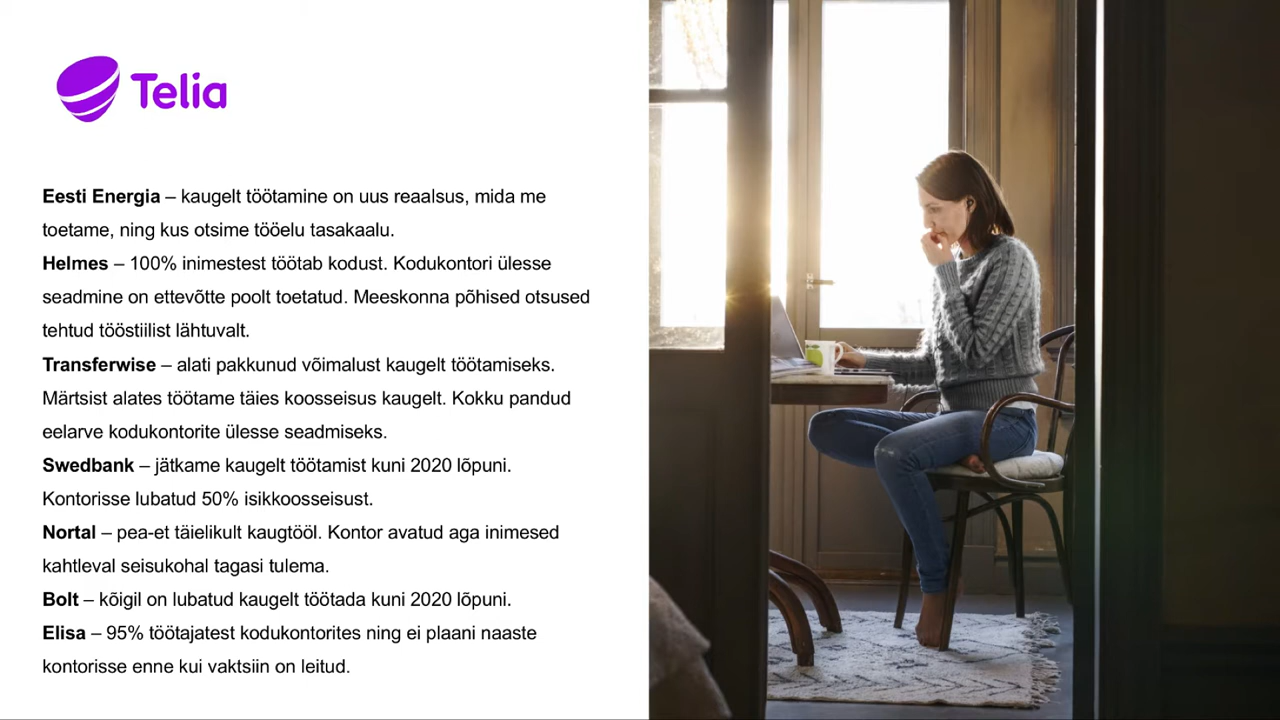 Telia
Eesti Energia – kaugelt töötamine on uus reaalsus, mida me
toetame, ning kus otsime tööelu tasakaalu.
Helmes – 100% inimestest töötab kodust. Kodukontori ülesse
seadmine on ettevõtte poolt toetatud. Meeskonna põhised otsused
tehtud tööstiilist lähtuvalt.
Transferwise – alati pakkunud võimalust kaugelt töötamiseks.
Märtsist alates töötame täies koosseisus kaugelt. Kokku pandud
eelarve kodukontorite ülesse seadmiseks.
Swedbank – jätkame kaugelt töötamist kuni 2020 lõpuni.
Kontorisse lubatud 50% isikkoosseisust.
Nortal – pea-et täielikult kaugtööl. Kontor avatud aga inimesed
kahtleval seisukohal tagasi tulema.
Bolt – kõigil on lubatud kaugelt töötada kuni 2020 lõpuni.
Elisa – 95% töötajatest kodukontorites ning ei plaani naaste
kontorisse enne kui vaktsiin on leitud.